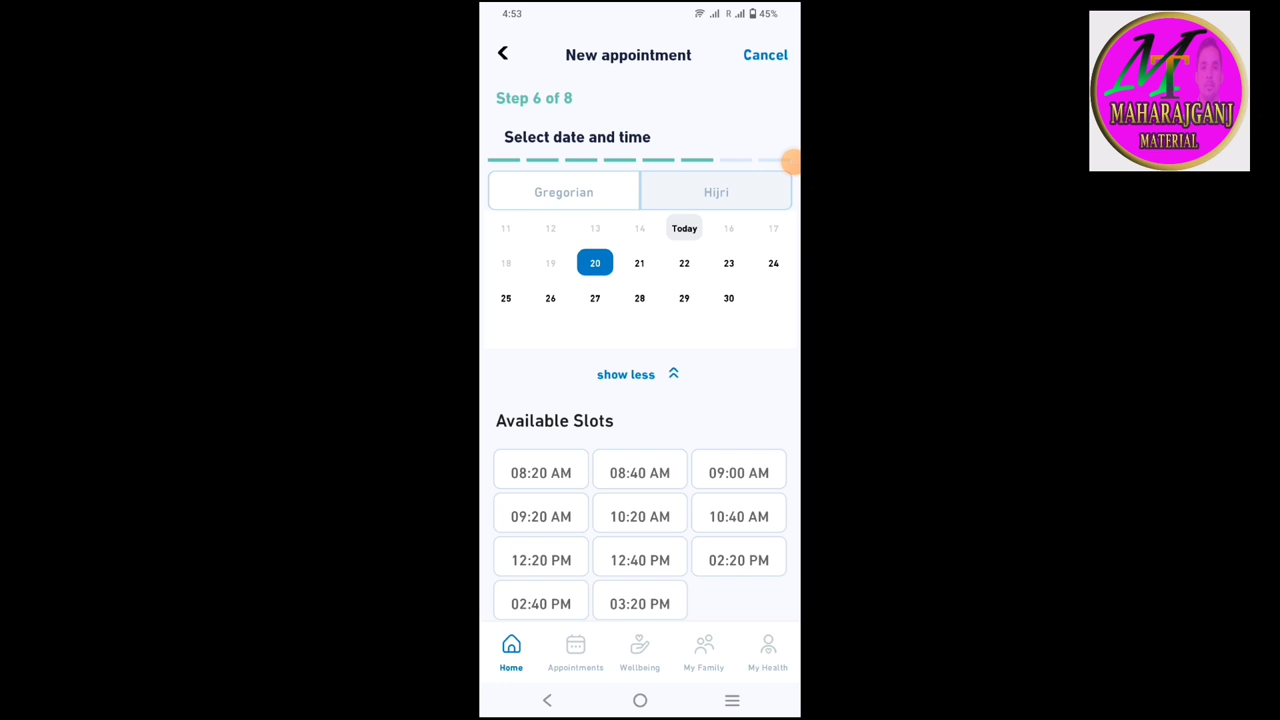 4:53 R 45%
New appointment Cancel
Step 6 of 8
Select date and time
Gregorian Hijri
11 12 13 14 Today 16 17
18 19 20 21 22 23 24
25 26 27 28 29 30
show less
Available Slots
08:20 AM 08:40 AM 09:00 AM
09:20 AM 10:20 AM 10:40 AM
12:20 PM 12:40 PM 02:20 PM
02:40 PM 03:20 PM
Home Appointments Wellbeing My Family My Health
MT
MAHARAJGANJ
MATERIAL